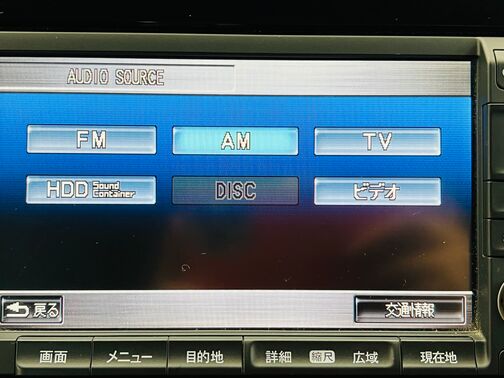 AUDIO SOURCE
FM AM TV
HDD Sound Container DISC ビデオ
戻る 交通情報
画面 メニュー 目的地 詳細 縮尺 広域 現在地